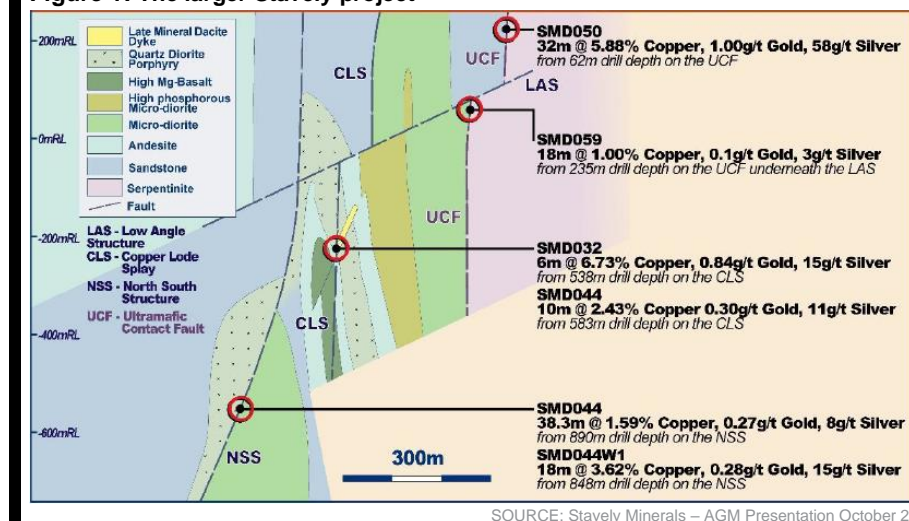 Figure 1: The larger Stavely project
200mRL
0mRL
-200mRL
-400mRL
-600mRL
Late Mineral Dacite
Dyke
Quartz Diorite
Porphyry
High Mg-Basalt
High phosphorous
Micro-diorite
Micro-diorite
Andesite
Sandstone
Serpentinite
Fault
LAS - Low Angle
Structure
CLS - Copper Lode
Splay
NSS - North South
Structure
UCF - Ultramafic
Contact Fault
CLS
UCF
LAS
UCF
CLS
NSS
300m
SMD050
32m @ 5.88% Copper, 1.00g/t Gold, 58g/t Silver
from 62m drill depth on the UCF
SMD059
18m @ 1.00% Copper, 0.1g/t Gold, 3g/t Silver
from 235m drill depth on the UCF underneath the LAS
SMD032
6m @ 6.73% Copper, 0.84g/t Gold, 15g/t Silver
from 538m drill depth on the CLS
SMD044
10m @ 2.43% Copper 0.30g/t Gold, 11g/t Silver
from 583m drill depth on the CLS
SMD044
38.3m @ 1.59% Copper, 0.27g/t Gold, 8g/t Silver
from 890m drill depth on the NSS
SMD044W1
18m @ 3.62% Copper, 0.28g/t Gold, 15g/t Silver
from 848m drill depth on the NSS
SOURCE: Stavely Minerals – AGM Presentation October 2